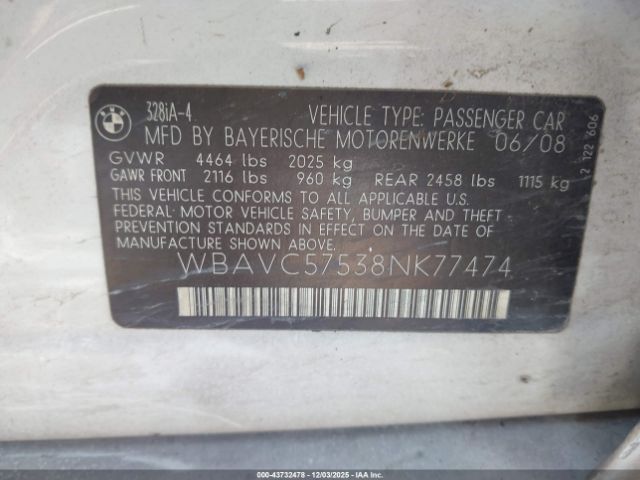 BMW
328iA-4
VEHICLE TYPE: PASSENGER CAR
MFD BY BAYERISCHE MOTORENWERKE 06/08
GVWR 4464 lbs 2025 kg
GAWR FRONT 2116 lbs 960 kg REAR 2458 lbs 1115 kg
THIS VEHICLE CONFORMS TO ALL APPLICABLE U.S.
FEDERAL MOTOR VEHICLE SAFETY, BUMPER AND THEFT
PREVENTION STANDARDS IN EFFECT ON THE DATE OF
MANUFACTURE SHOWN ABOVE.
WBAVC57538NK77474
2 122 606
000-43732478 - 12/03/2025 - IAA, Inc.